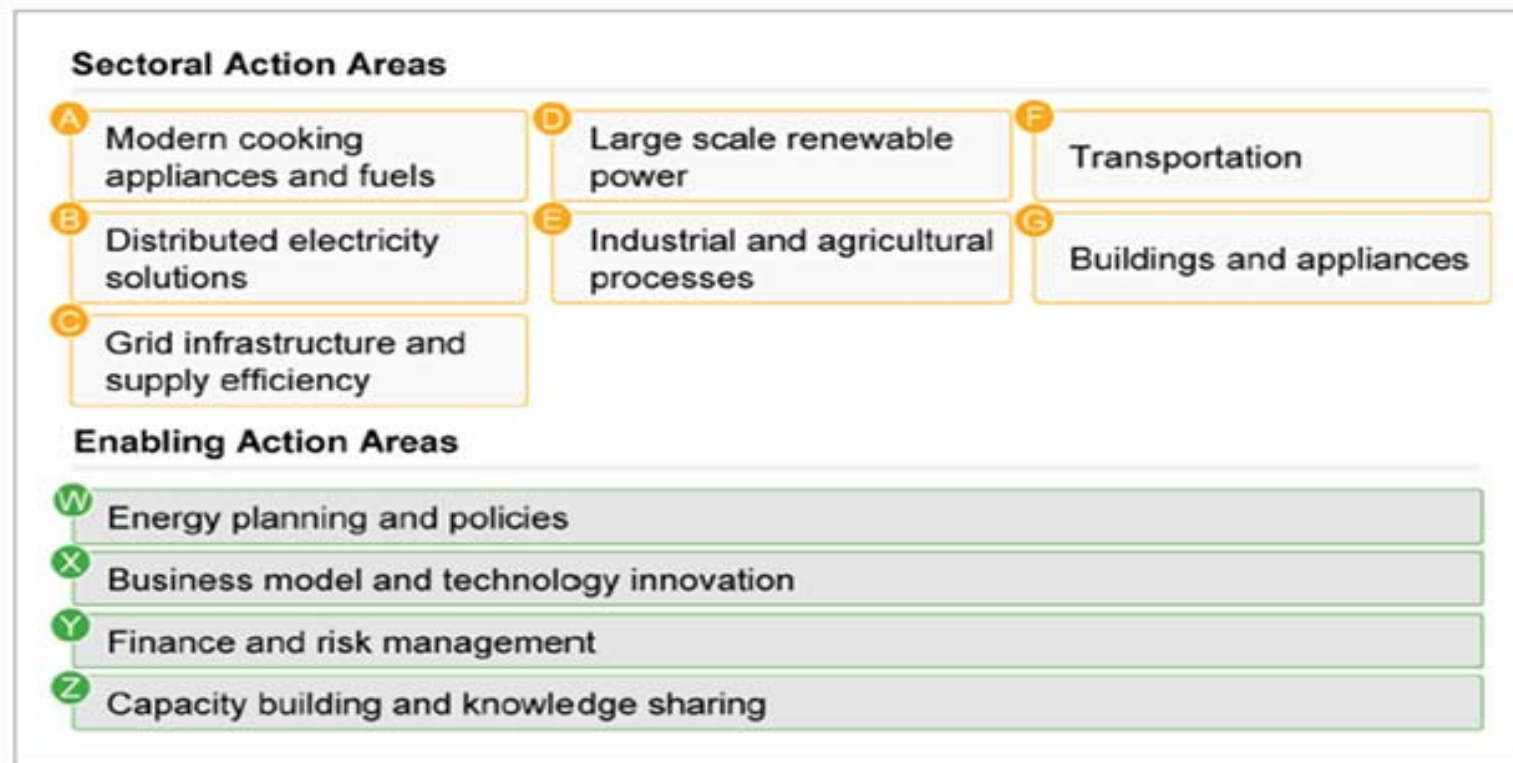 Sectoral Action Areas
A
Modern cooking
appliances and fuels
B
Distributed electricity
solutions
C
Grid infrastructure and
supply efficiency
D
Large scale renewable
power
E
Industrial and agricultural
processes
F
Transportation
G
Buildings and appliances
Enabling Action Areas
W
Energy planning and policies
X
Business model and technology innovation
Y
Finance and risk management
Z
Capacity building and knowledge sharing